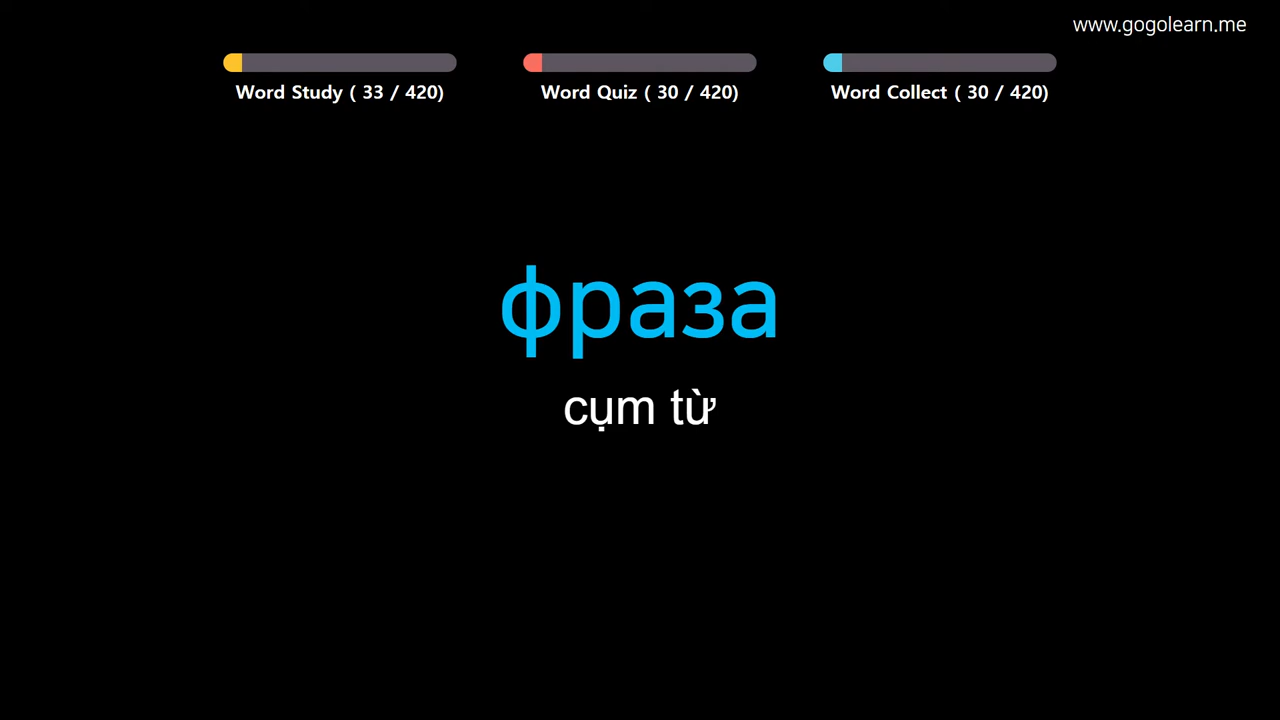 www.gogolearn.me
Word Study ( 33 / 420)
Word Quiz ( 30 / 420)
Word Collect ( 30 / 420)
фраза
cụm từ